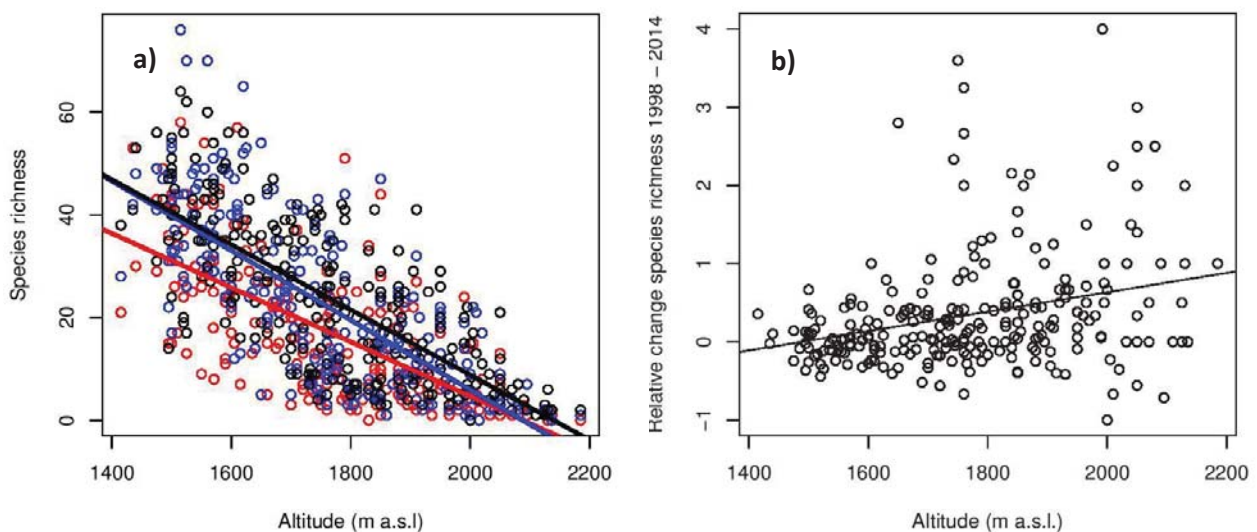 a)
Species richness
60
40
20
0
1400 1600 1800 2000 2200
Altitude (m a.s.l)
b)
Relative change species richness 1998 – 2014
4
3
2
1
0
−1
1400 1600 1800 2000 2200
Altitude (m a.s.l.)